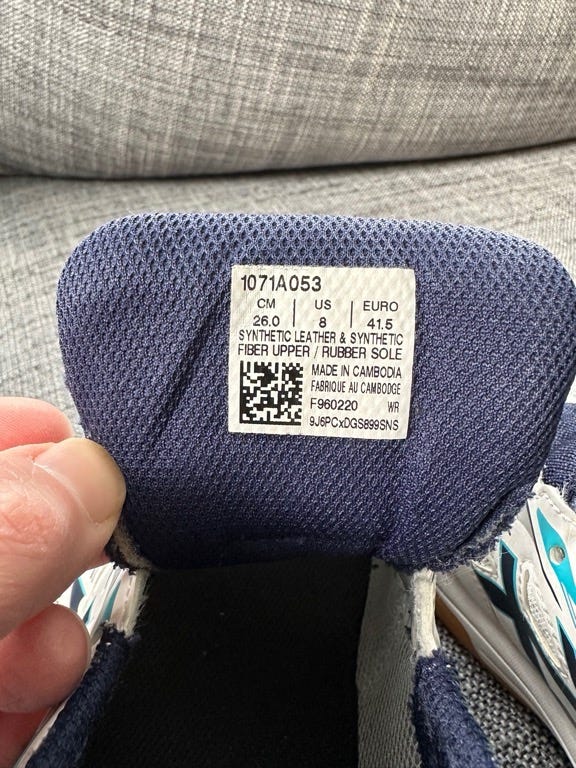 1071A053
CM | US | EURO
26.0 | 8 | 41.5
SYNTHETIC LEATHER & SYNTHETIC
FIBER UPPER / RUBBER SOLE
MADE IN CAMBODIA
FABRIQUE AU CAMBODGE
F960220 WR
9J6PCxDGS899SNS